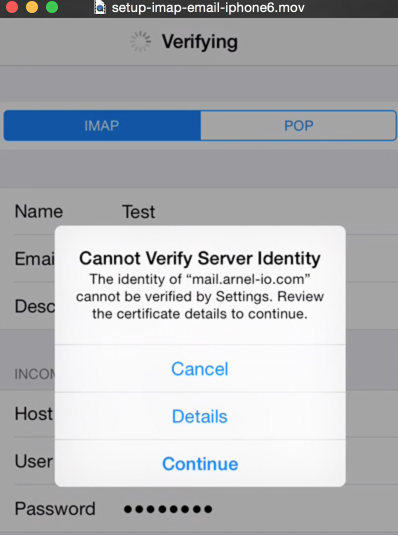 setup-imap-email-iphone6.mov
Verifying
IMAP POP
Name Test
Emai
Cannot Verify Server Identity
The identity of “mail.arnel-io.com”
cannot be verified by Settings. Review
the certificate details to continue.
Desc
Cancel
INCOM
Details
Host
Continue
User
Password ●●●●●●●●